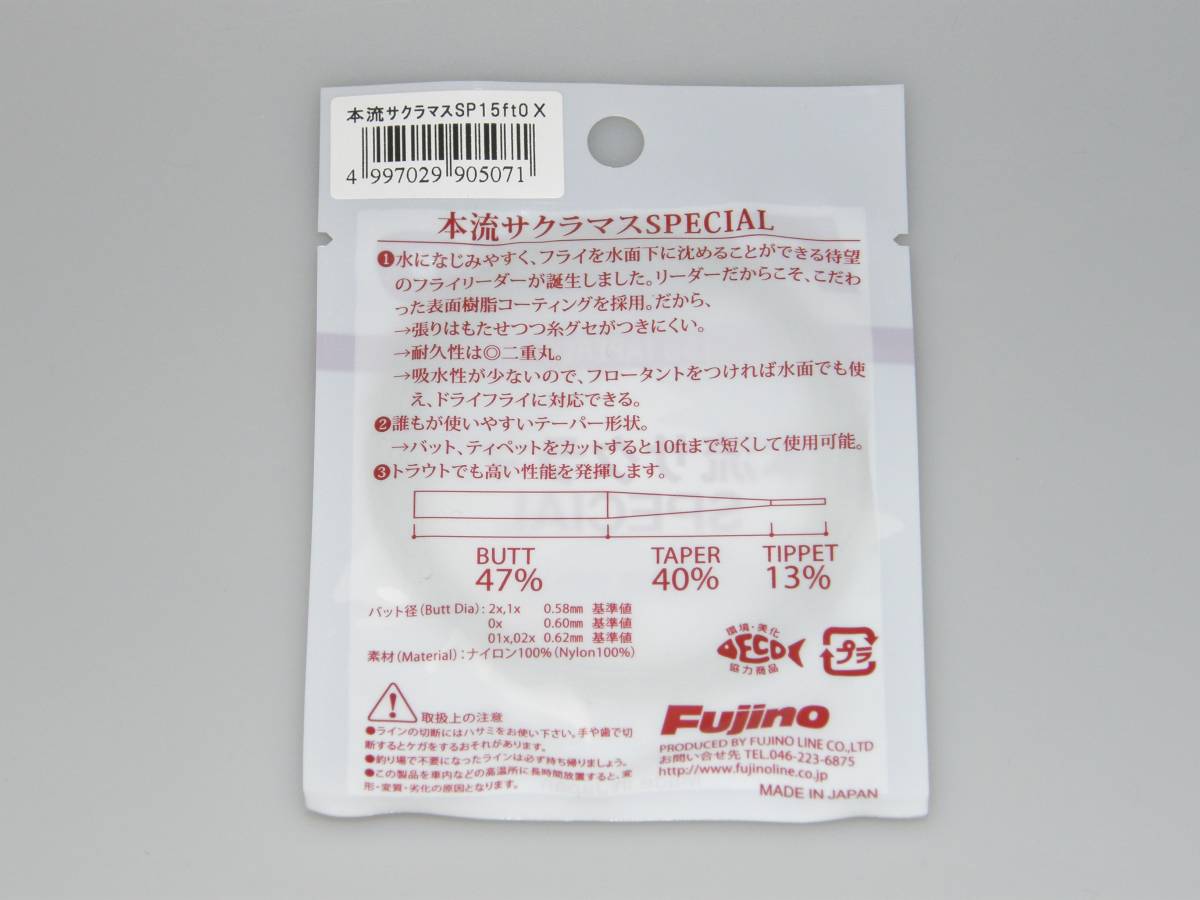 本流サクラマスSP15ft0X
4 997029 905071
本流サクラマスSPECIAL
❶水になじみやすく、フライを水面下に沈めることができる待望
のフライリーダーが誕生しました。リーダーだからこそ、こだわ
った表面樹脂コーティングを採用。だから、
→張りはもたせつつ糸グセがつきにくい。
→耐久性は◎二重丸。
→吸水性が少ないので、フロータントをつければ水面でも使
え、ドライフライに対応できる。
❷誰もが使いやすいテーパー形状。
→バット、ティペットをカットすると10ftまで短くして使用可能。
❸トラウトでも高い性能を発揮します。
BUTT TAPER TIPPET
47% 40% 13%
バット径(Butt Dia):2x,1x 0.58㎜ 基準値
0x 0.60㎜ 基準値
01x,02x 0.62㎜ 基準値
素材(Material):ナイロン100%(Nylon100%)
環境・美化
ECO
協力商品
プラ
取扱上の注意
●ラインの切断にはハサミをお使い下さい。手や歯で切
断するとケガをするおそれがあります。
●釣り場で不要になったラインは必ず持ち帰りましょう。
●この製品を車内などの高温所に長時間放置すると、変
形・変質・劣化の原因となります。
Fujino
PRODUCED BY FUJINO LINE CO.,LTD
お問い合せ先 TEL.046-223-6875
http://www.fujinoline.co.jp
MADE IN JAPAN